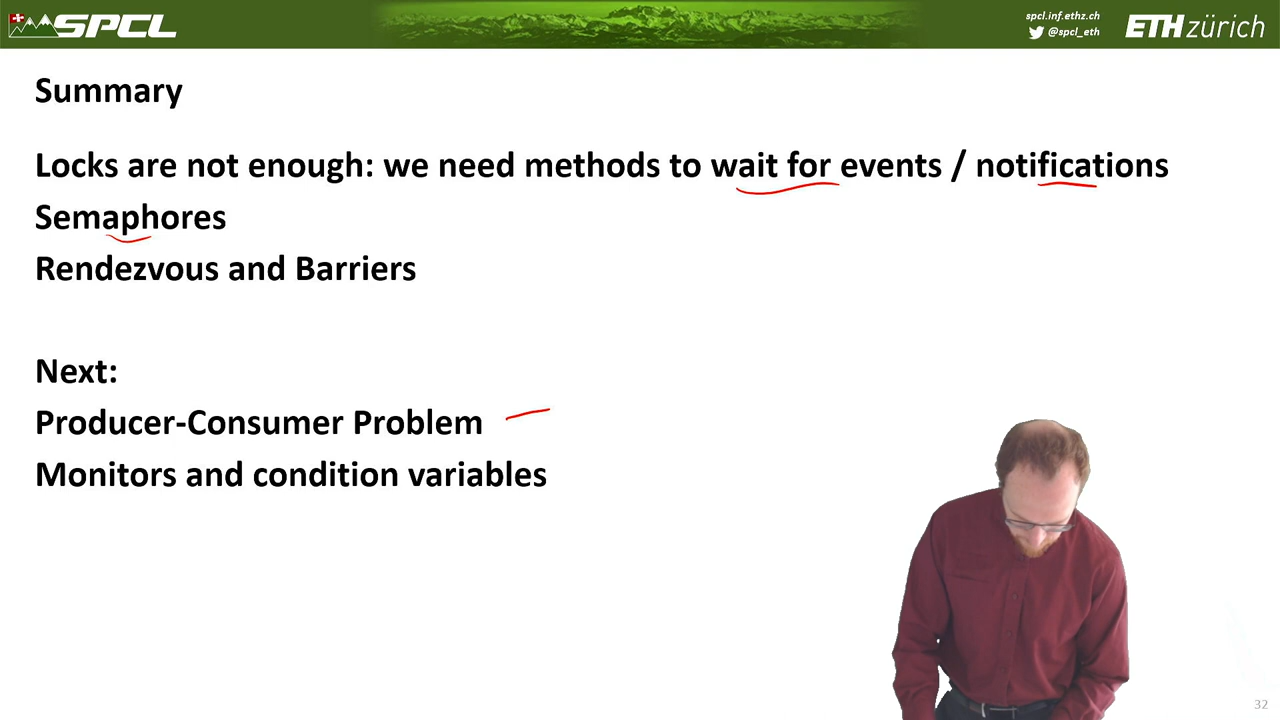 SPCL
spcl.inf.ethz.ch
@spcl_eth
ETH zürich
Summary
Locks are not enough: we need methods to wait for events / notifications
Semaphores
Rendezvous and Barriers
Next:
Producer-Consumer Problem
Monitors and condition variables
32